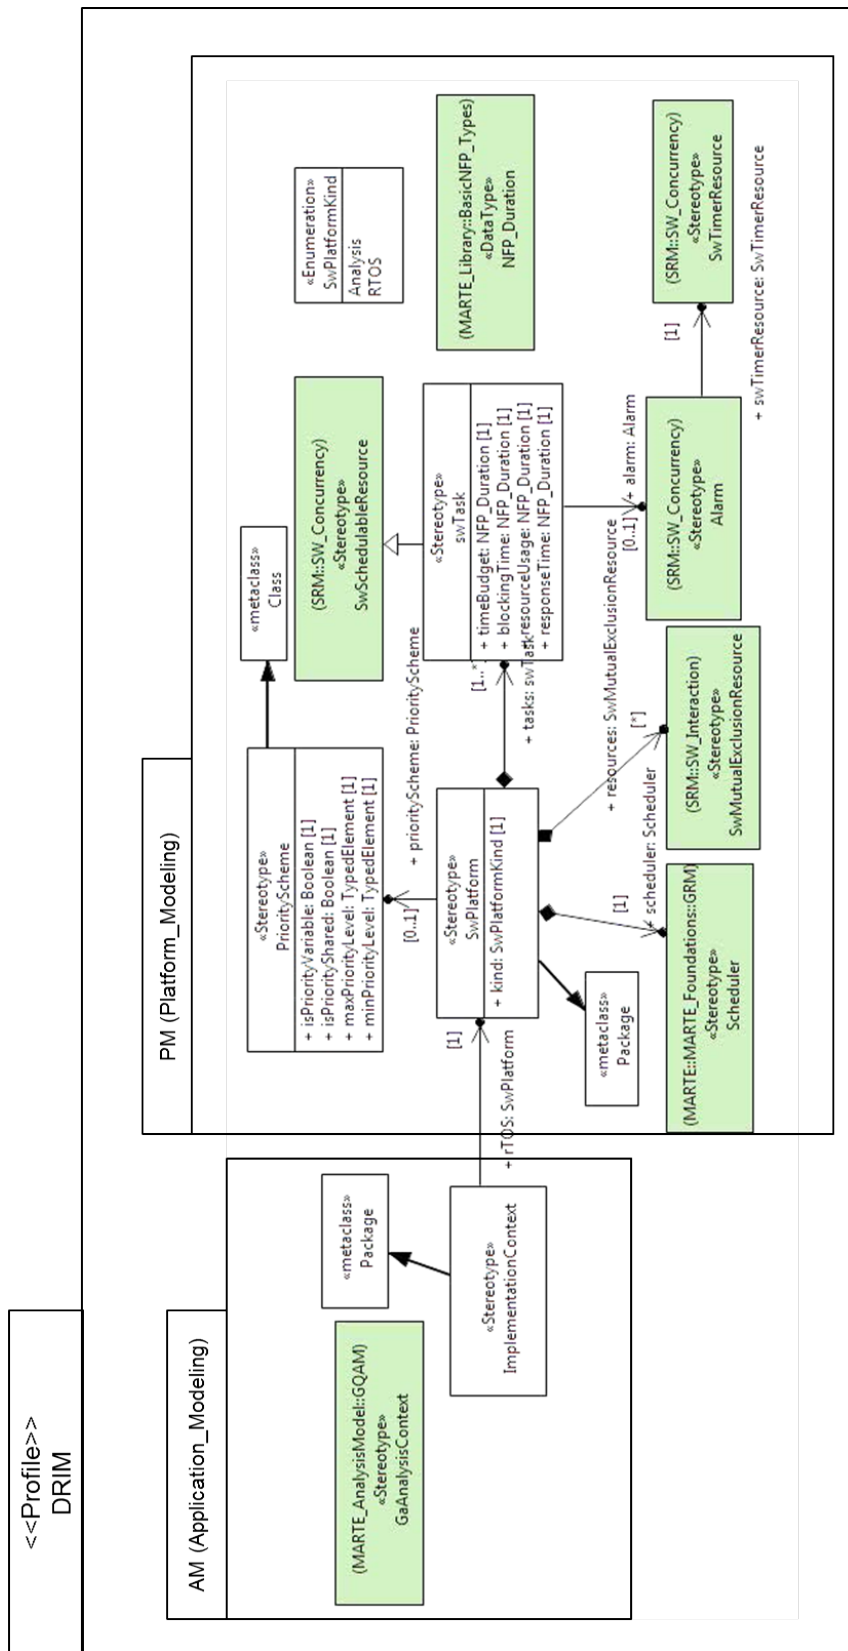 <<Profile>>
DRIM
AM (Application_Modeling)
(MARTE_AnalysisModel::GQAM)
«Stereotype»
GaAnalysisContext
«metaclass»
Package
«Stereotype»
ImplementationContext
+ rTOS: SwPlatform
[1]
PM (Platform_Modeling)
«Stereotype»
PriorityScheme
+ isPriorityVariable: Boolean [1]
+ isPriorityShared: Boolean [1]
+ maxPriorityLevel: TypedElement [1]
+ minPriorityLevel: TypedElement [1]
«metaclass»
Class
«Enumeration»
SwPlatformKind
Analysis
RTOS
(SRM::SW_Concurrency)
«Stereotype»
SwSchedulableResource
[0..1]
+ priorityScheme: PriorityScheme
«Stereotype»
SwPlatform
+ kind: SwPlatformKind [1]
[1..*]
+ tasks: swTask
«Stereotype»
swTask
+ timeBudget: NFP_Duration [1]
+ blockingTime: NFP_Duration [1]
+ resourceUsage: NFP_Duration [1]
+ responseTime: NFP_Duration [1]
(MARTE_Library::BasicNFP_Types)
«DataType»
NFP_Duration
«metaclass»
Package
[1]
+ scheduler: Scheduler
[*]
+ resources: SwMutualExclusionResource
[0..1]
+ alarm: Alarm
(MARTE::MARTE_Foundations::GRM)
«Stereotype»
Scheduler
(SRM::SW_Interaction)
«Stereotype»
SwMutualExclusionResource
(SRM::SW_Concurrency)
«Stereotype»
Alarm
[1]
+ swTimerResource: SwTimerResource
(SRM::SW_Concurrency)
«Stereotype»
SwTimerResource